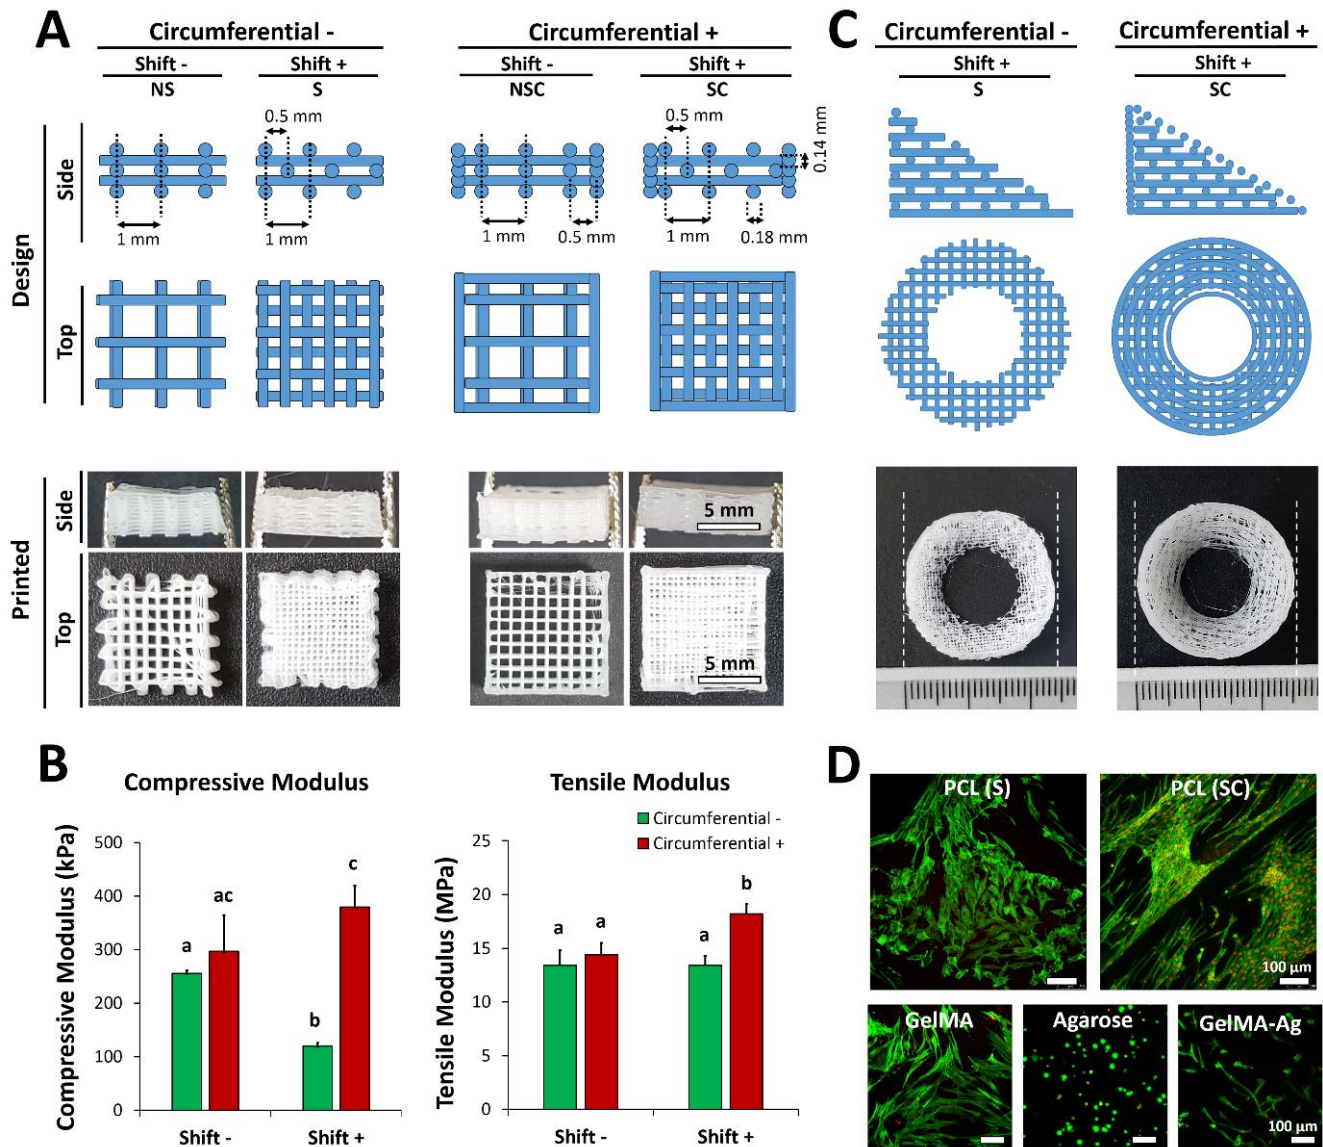 A
Circumferential -
Circumferential +
Shift -
Shift +
Shift -
Shift +
NS
S
NSC
SC
Design
Side
0.5 mm
0.5 mm
0.14 mm
1 mm
1 mm
1 mm
0.5 mm
1 mm
0.18 mm
Top
Printed
Side
5 mm
Top
5 mm
C
Circumferential -
Circumferential +
Shift +
Shift +
S
SC
B
Compressive Modulus
Compressive Modulus (kPa)
500
400
300
200
100
0
a
ac
b
c
Shift -
Shift +
Tensile Modulus
Circumferential -
Circumferential +
Tensile Modulus (MPa)
25
20
15
10
5
0
a
a
a
b
Shift -
Shift +
D
PCL (S)
PCL (SC)
100 µm
GelMA
Agarose
GelMA-Ag
100 µm